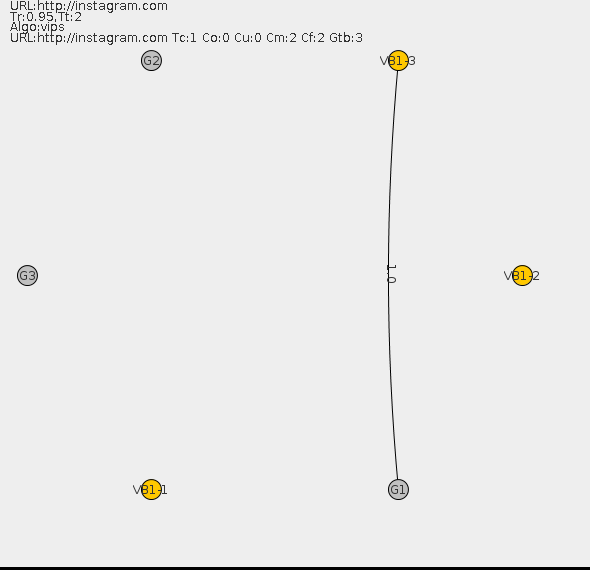 URL:http://instagram.com
Tr:0.95,Tt:2
Algo:vips
URL:http://instagram.com Tc:1 Co:0 Cu:0 Cm:2 Cf:2 Gtb:3
G2
VB1-3
1.0
G3
VB1-2
VB1-1
G1